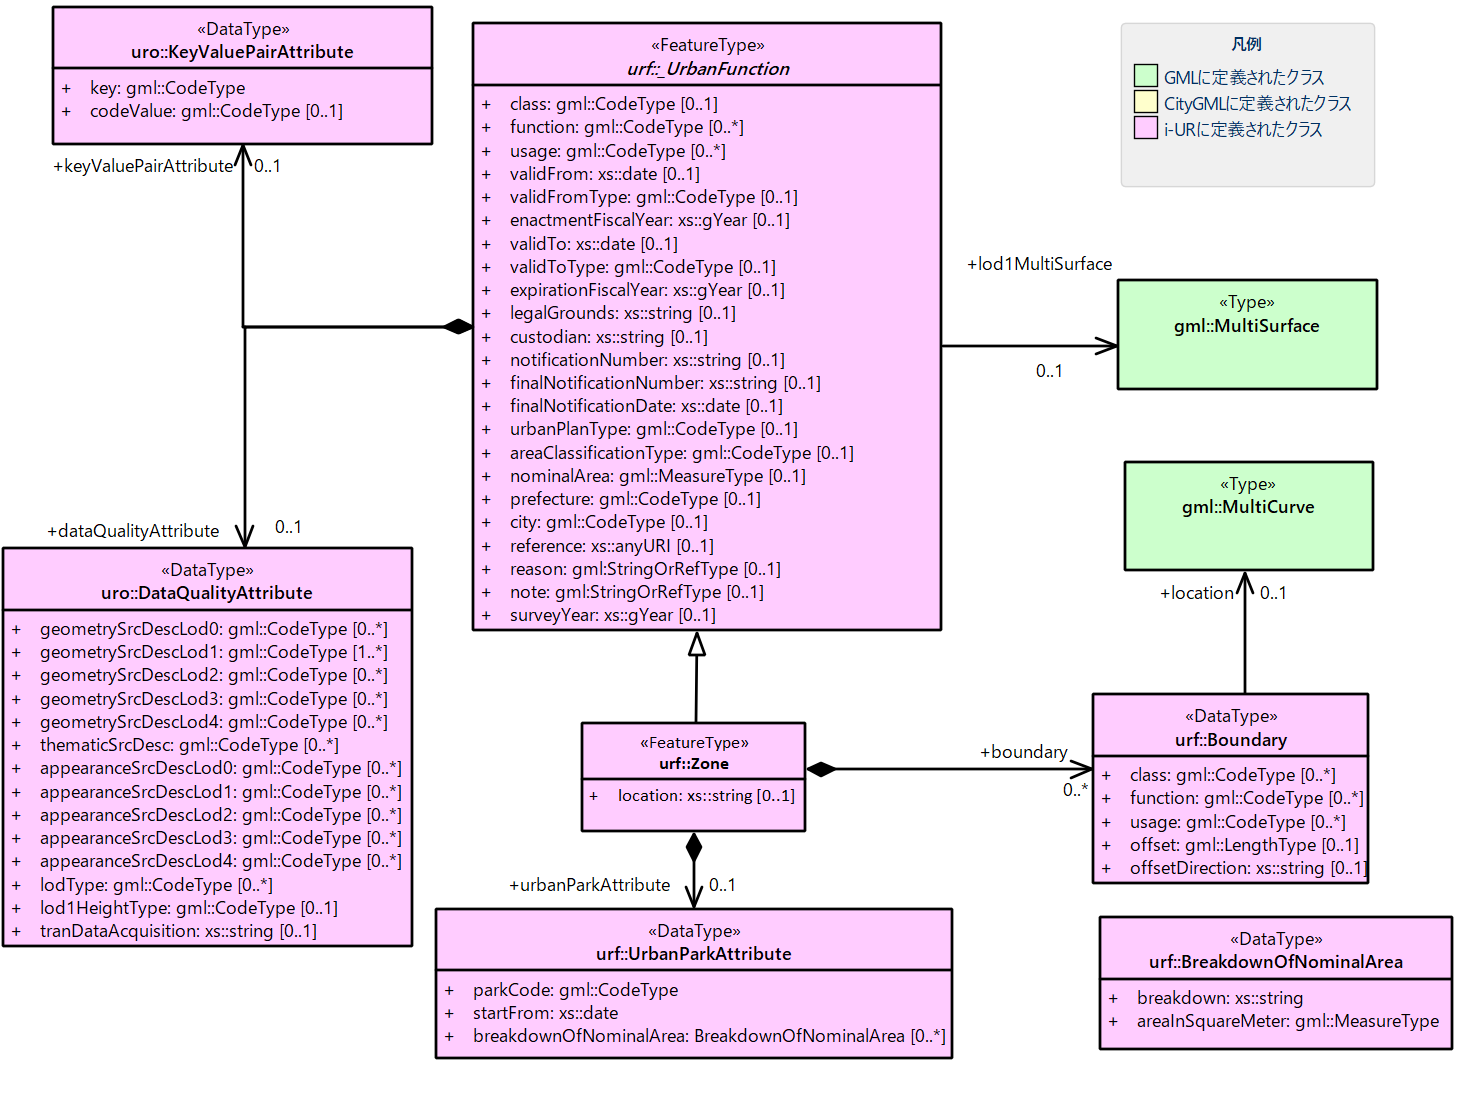 «DataType»
uro::KeyValuePairAttribute
+ key: gml::CodeType
+ codeValue: gml::CodeType [0..1]
+keyValuePairAttribute
0..1
«FeatureType»
urf::_UrbanFunction
+ class: gml::CodeType [0..1]
+ function: gml::CodeType [0..*]
+ usage: gml::CodeType [0..*]
+ validFrom: xs::date [0..1]
+ validFromType: gml::CodeType [0..1]
+ enactmentFiscalYear: xs::gYear [0..1]
+ validTo: xs::date [0..1]
+ validToType: gml::CodeType [0..1]
+ expirationFiscalYear: xs::gYear [0..1]
+ legalGrounds: xs::string [0..1]
+ custodian: xs::string [0..1]
+ notificationNumber: xs::string [0..1]
+ finalNotificationNumber: xs::string [0..1]
+ finalNotificationDate: xs::date [0..1]
+ urbanPlanType: gml::CodeType [0..1]
+ areaClassificationType: gml::CodeType [0..1]
+ nominalArea: gml::MeasureType [0..1]
+ prefecture: gml::CodeType [0..1]
+ city: gml::CodeType [0..1]
+ reference: xs::anyURI [0..1]
+ reason: gml:StringOrRefType [0..1]
+ note: gml:StringOrRefType [0..1]
+ surveyYear: xs::gYear [0..1]
凡例
GMLに定義されたクラス
CityGMLに定義されたクラス
i-URに定義されたクラス
+lod1MultiSurface
0..1
«Type»
gml::MultiSurface
«Type»
gml::MultiCurve
+location
0..1
+dataQualityAttribute
0..1
«DataType»
uro::DataQualityAttribute
+ geometrySrcDescLod0: gml::CodeType [0..*]
+ geometrySrcDescLod1: gml::CodeType [1..*]
+ geometrySrcDescLod2: gml::CodeType [0..*]
+ geometrySrcDescLod3: gml::CodeType [0..*]
+ geometrySrcDescLod4: gml::CodeType [0..*]
+ thematicSrcDesc: gml::CodeType [0..*]
+ appearanceSrcDescLod0: gml::CodeType [0..*]
+ appearanceSrcDescLod1: gml::CodeType [0..*]
+ appearanceSrcDescLod2: gml::CodeType [0..*]
+ appearanceSrcDescLod3: gml::CodeType [0..*]
+ appearanceSrcDescLod4: gml::CodeType [0..*]
+ lodType: gml::CodeType [0..*]
+ lod1HeightType: gml::CodeType [0..1]
+ tranDataAcquisition: xs::string [0..1]
«FeatureType»
urf::Zone
+ location: xs::string [0..1]
+boundary
0..*
«DataType»
urf::Boundary
+ class: gml::CodeType [0..*]
+ function: gml::CodeType [0..*]
+ usage: gml::CodeType [0..*]
+ offset: gml::LengthType [0..1]
+ offsetDirection: xs::string [0..1]
+urbanParkAttribute
0..1
«DataType»
urf::UrbanParkAttribute
+ parkCode: gml::CodeType
+ startFrom: xs::date
+ breakdownOfNominalArea: BreakdownOfNominalArea [0..*]
«DataType»
urf::BreakdownOfNominalArea
+ breakdown: xs::string
+ areaInSquareMeter: gml::MeasureType